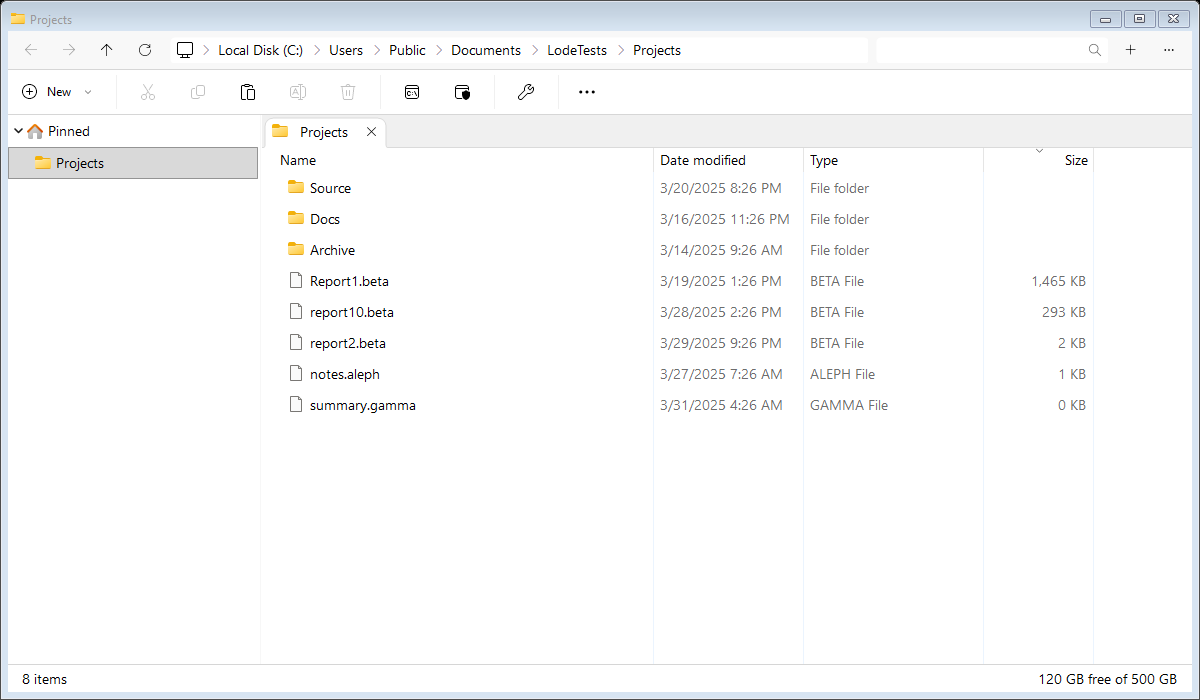 Projects
Local Disk (C:) Users Public Documents LodeTests Projects
New
Pinned
Projects
Projects
Name Date modified Type Size
Source 3/20/2025 8:26 PM File folder
Docs 3/16/2025 11:26 PM File folder
Archive 3/14/2025 9:26 AM File folder
Report1.beta 3/19/2025 1:26 PM BETA File 1,465 KB
report10.beta 3/28/2025 2:26 PM BETA File 293 KB
report2.beta 3/29/2025 9:26 PM BETA File 2 KB
notes.aleph 3/27/2025 7:26 AM ALEPH File 1 KB
summary.gamma 3/31/2025 4:26 AM GAMMA File 0 KB
8 items 120 GB free of 500 GB